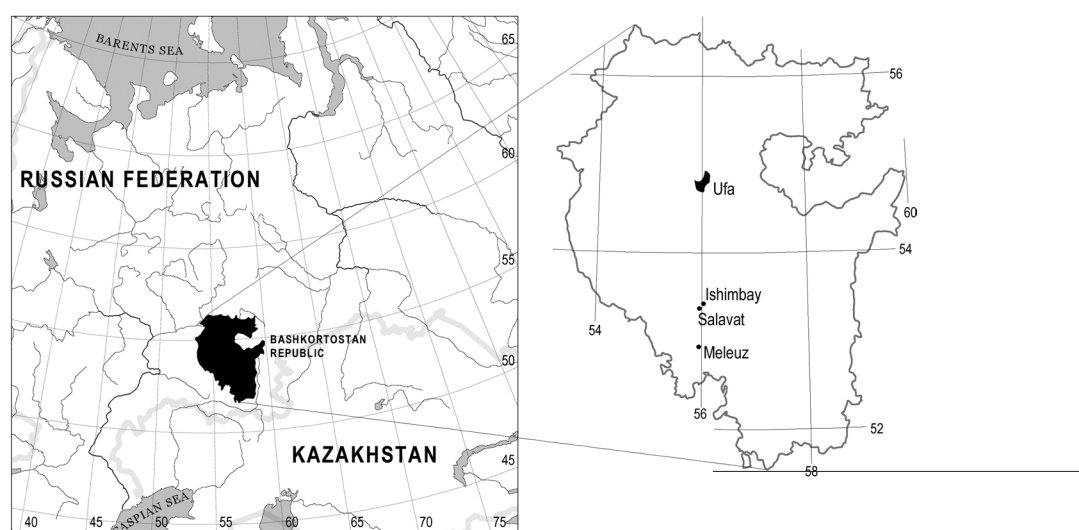 BARENTS SEA
65
60
RUSSIAN FEDERATION
55
BASHKORTOSTAN
REPUBLIC
50
KAZAKHSTAN
45
ASPIAN SEA
40 45 50 55 60 65 70 75
56
Ufa
60
54
Ishimbay
Salavat
54
Meleuz
56
52
58